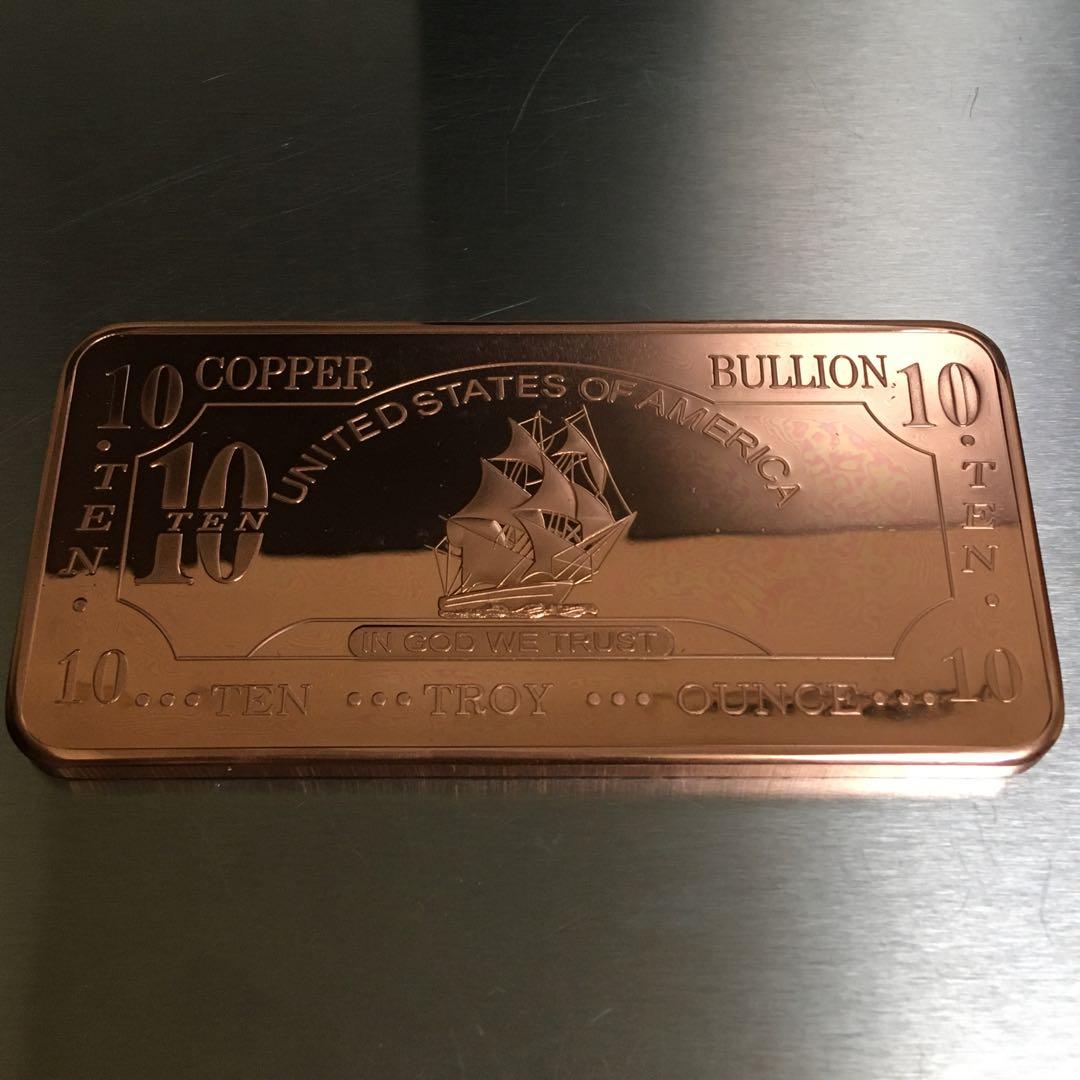 10 COPPER BULLION 10
UNITED STATES OF AMERICA
· TEN ·
10
TEN
· TEN ·
IN GOD WE TRUST
10 ... TEN ... TROY ... OUNCE ... 10